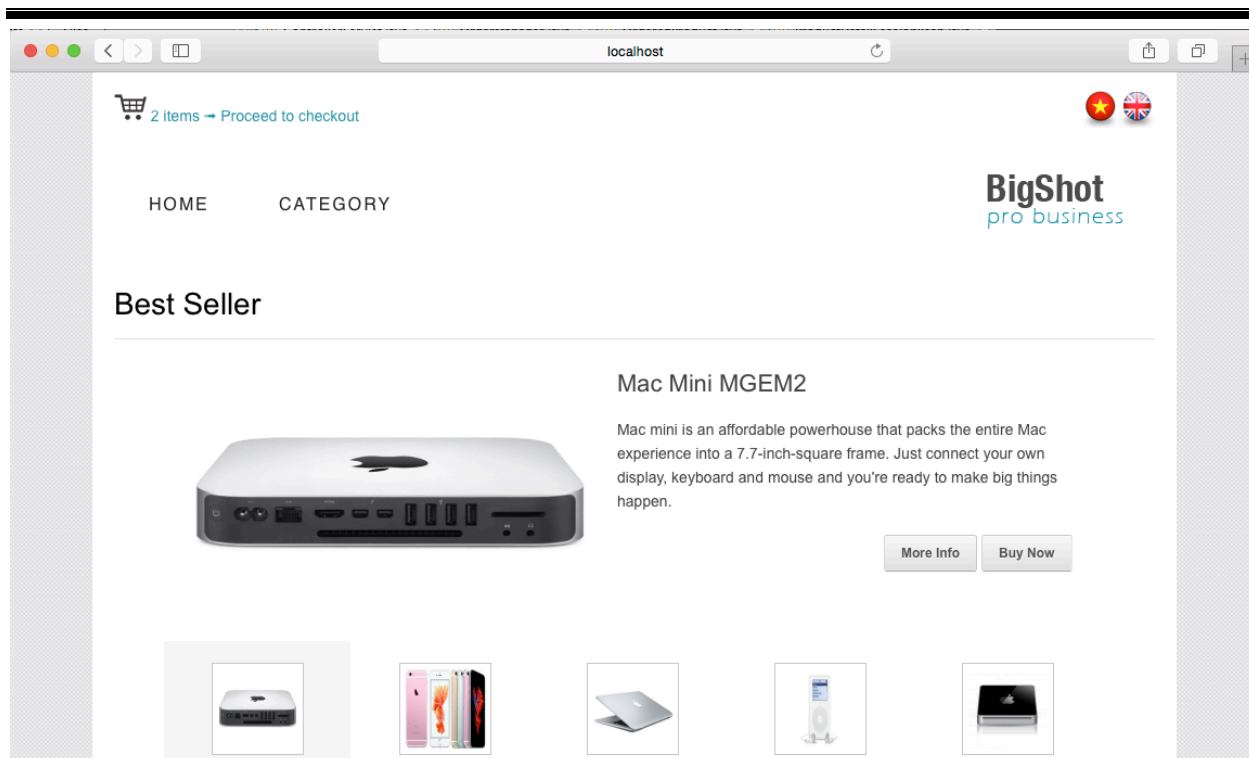 localhost
2 items → Proceed to checkout
HOME
CATEGORY
BigShot
pro business
Best Seller
Mac Mini MGEM2
Mac mini is an affordable powerhouse that packs the entire Mac
experience into a 7.7-inch-square frame. Just connect your own
display, keyboard and mouse and you're ready to make big things
happen.
More Info
Buy Now